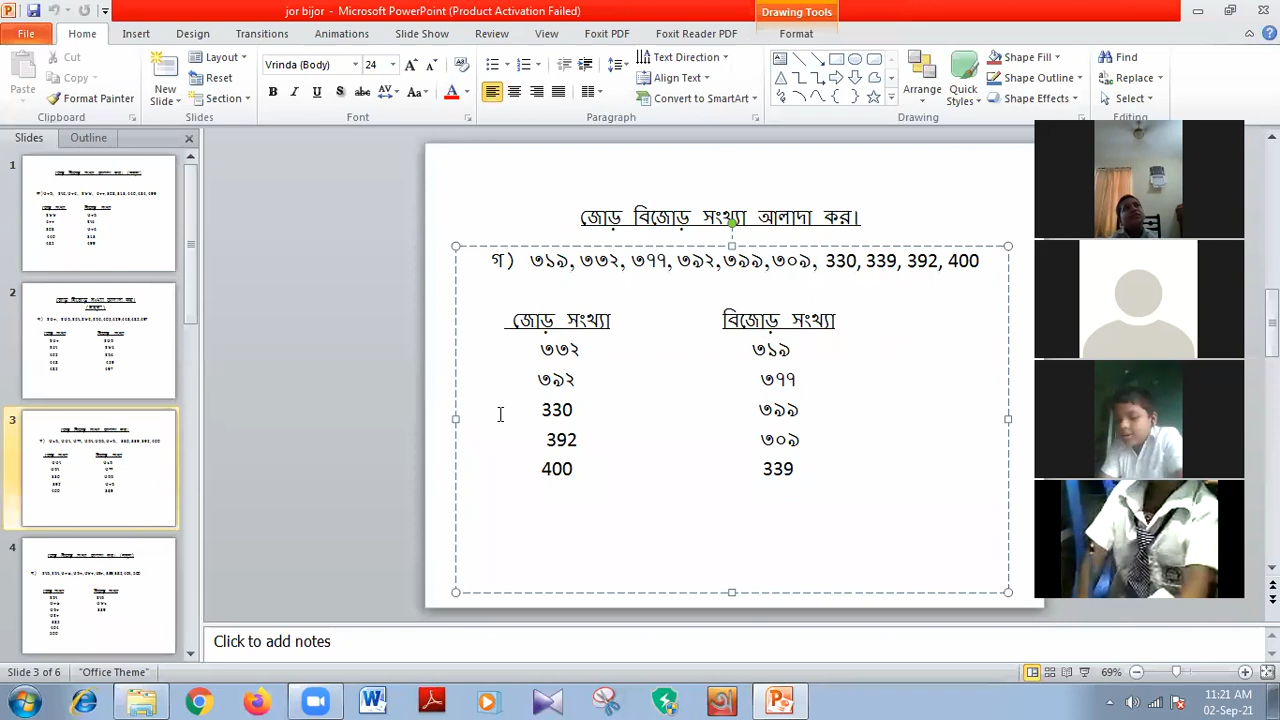 jor bijor - Microsoft PowerPoint (Product Activation Failed)
Drawing Tools
File Home Insert Design Transitions Animations Slide Show Review View Foxit PDF Foxit Reader PDF Format
Paste
Cut
Copy
Format Painter
Clipboard
New Slide
Layout
Reset
Section
Slides
Vrinda (Body) 24
Font
Paragraph
Text Direction
Align Text
Convert to SmartArt
Arrange
Quick Styles
Shape Fill
Shape Outline
Shape Effects
Drawing
Find
Replace
Select
Editing
Slides Outline
1
2
3
4
জোড় বিজোড় সংখ্যা আলাদা কর।
গ) ৩১৯, ৩৩২, ৩৭৭, ৩৯২,৩৯৯,৩০৯, 330, 339, 392, 400
জোড় সংখ্যা বিজোড় সংখ্যা
৩৩২ ৩১৯
৩৯২ ৩৭৭
330 ৩৯৯
392 ৩০৯
400 339
Click to add notes
Slide 3 of 6 "Office Theme" 69%
11:21 AM
02-Sep-21